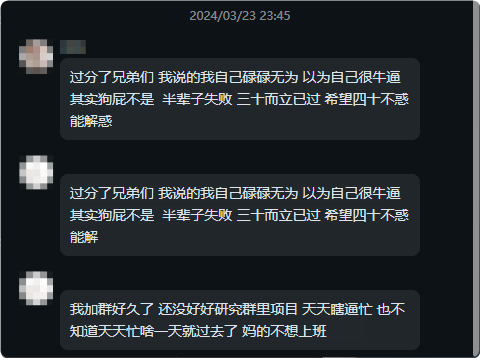 2024/03/23 23:45
过分了兄弟们 我说的我自己碌碌无为 以为自己很牛逼
其实狗屁不是  半辈子失败 三十而立已过 希望四十不惑
能解惑
过分了兄弟们 我说的我自己碌碌无为 以为自己很牛逼
其实狗屁不是  半辈子失败 三十而立已过 希望四十不惑
能解
我加群好久了 还没好好研究群里项目 天天瞎逼忙 也不
知道天天忙啥一天就过去了 妈的不想上班